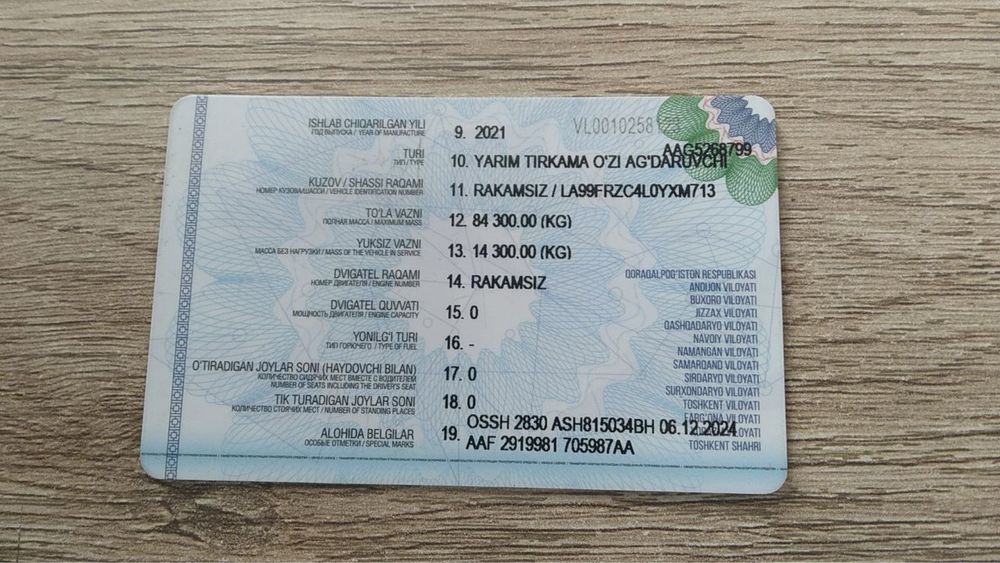 VL0010258
AAG5268799
ISHLAB CHIQARILGAN YILI
ГОД ВЫПУСКА / YEAR OF MANUFACTURE
9. 2021
TURI
ТИП / TYPE
10. YARIM TIRKAMA O'ZI AG'DARUVCHI
KUZOV / SHASSI RAQAMI
НОМЕР КУЗОВА/ШАССИ / VEHICLE IDENTIFICATION NUMBER
11. RAKAMSIZ / LA99FRZC4L0YXM713
TO'LA VAZNI
ПОЛНАЯ МАССА / MAXIMUM MASS
12. 84 300.00 (KG)
YUKSIZ VAZNI
МАССА БЕЗ НАГРУЗКИ / MASS OF THE VEHICLE IN SERVICE
13. 14 300.00 (KG)
DVIGATEL RAQAMI
НОМЕР ДВИГАТЕЛЯ / ENGINE NUMBER
14. RAKAMSIZ
DVIGATEL QUVVATI
МОЩНОСТЬ ДВИГАТЕЛЯ / ENGINE CAPACITY
15. 0
YONILG'I TURI
ТИП ГОРЮЧЕГО / TYPE OF FUEL
16. -
O'TIRADIGAN JOYLAR SONI (HAYDOVCHI BILAN)
КОЛИЧЕСТВО СИДЯЧИХ МЕСТ ВМЕСТЕ С ВОДИТЕЛЕМ
NUMBER OF SEATS INCLUDING THE DRIVER'S SEAT
17. 0
TIK TURADIGAN JOYLAR SONI
КОЛИЧЕСТВО СТОЯЧИХ МЕСТ / NUMBER OF STANDING PLACES
18. 0
ALOHIDA BELGILAR
ОСОБЫЕ ОТМЕТКИ / SPECIAL MARKS
19. OSSH 2830 ASH815034BH 06.12.2024
AAF 2919981 705987AA
QORAQALPOG'ISTON RESPUBLIKASI
ANDIJON VILOYATI
BUXORO VILOYATI
JIZZAX VILOYATI
QASHQADARYO VILOYATI
NAVOIY VILOYATI
NAMANGAN VILOYATI
SAMARQAND VILOYATI
SIRDARYO VILOYATI
SURXONDARYO VILOYATI
TOSHKENT VILOYATI
FARG'ONA VILOYATI
VILOYATI
TOSHKENT SHAHRI